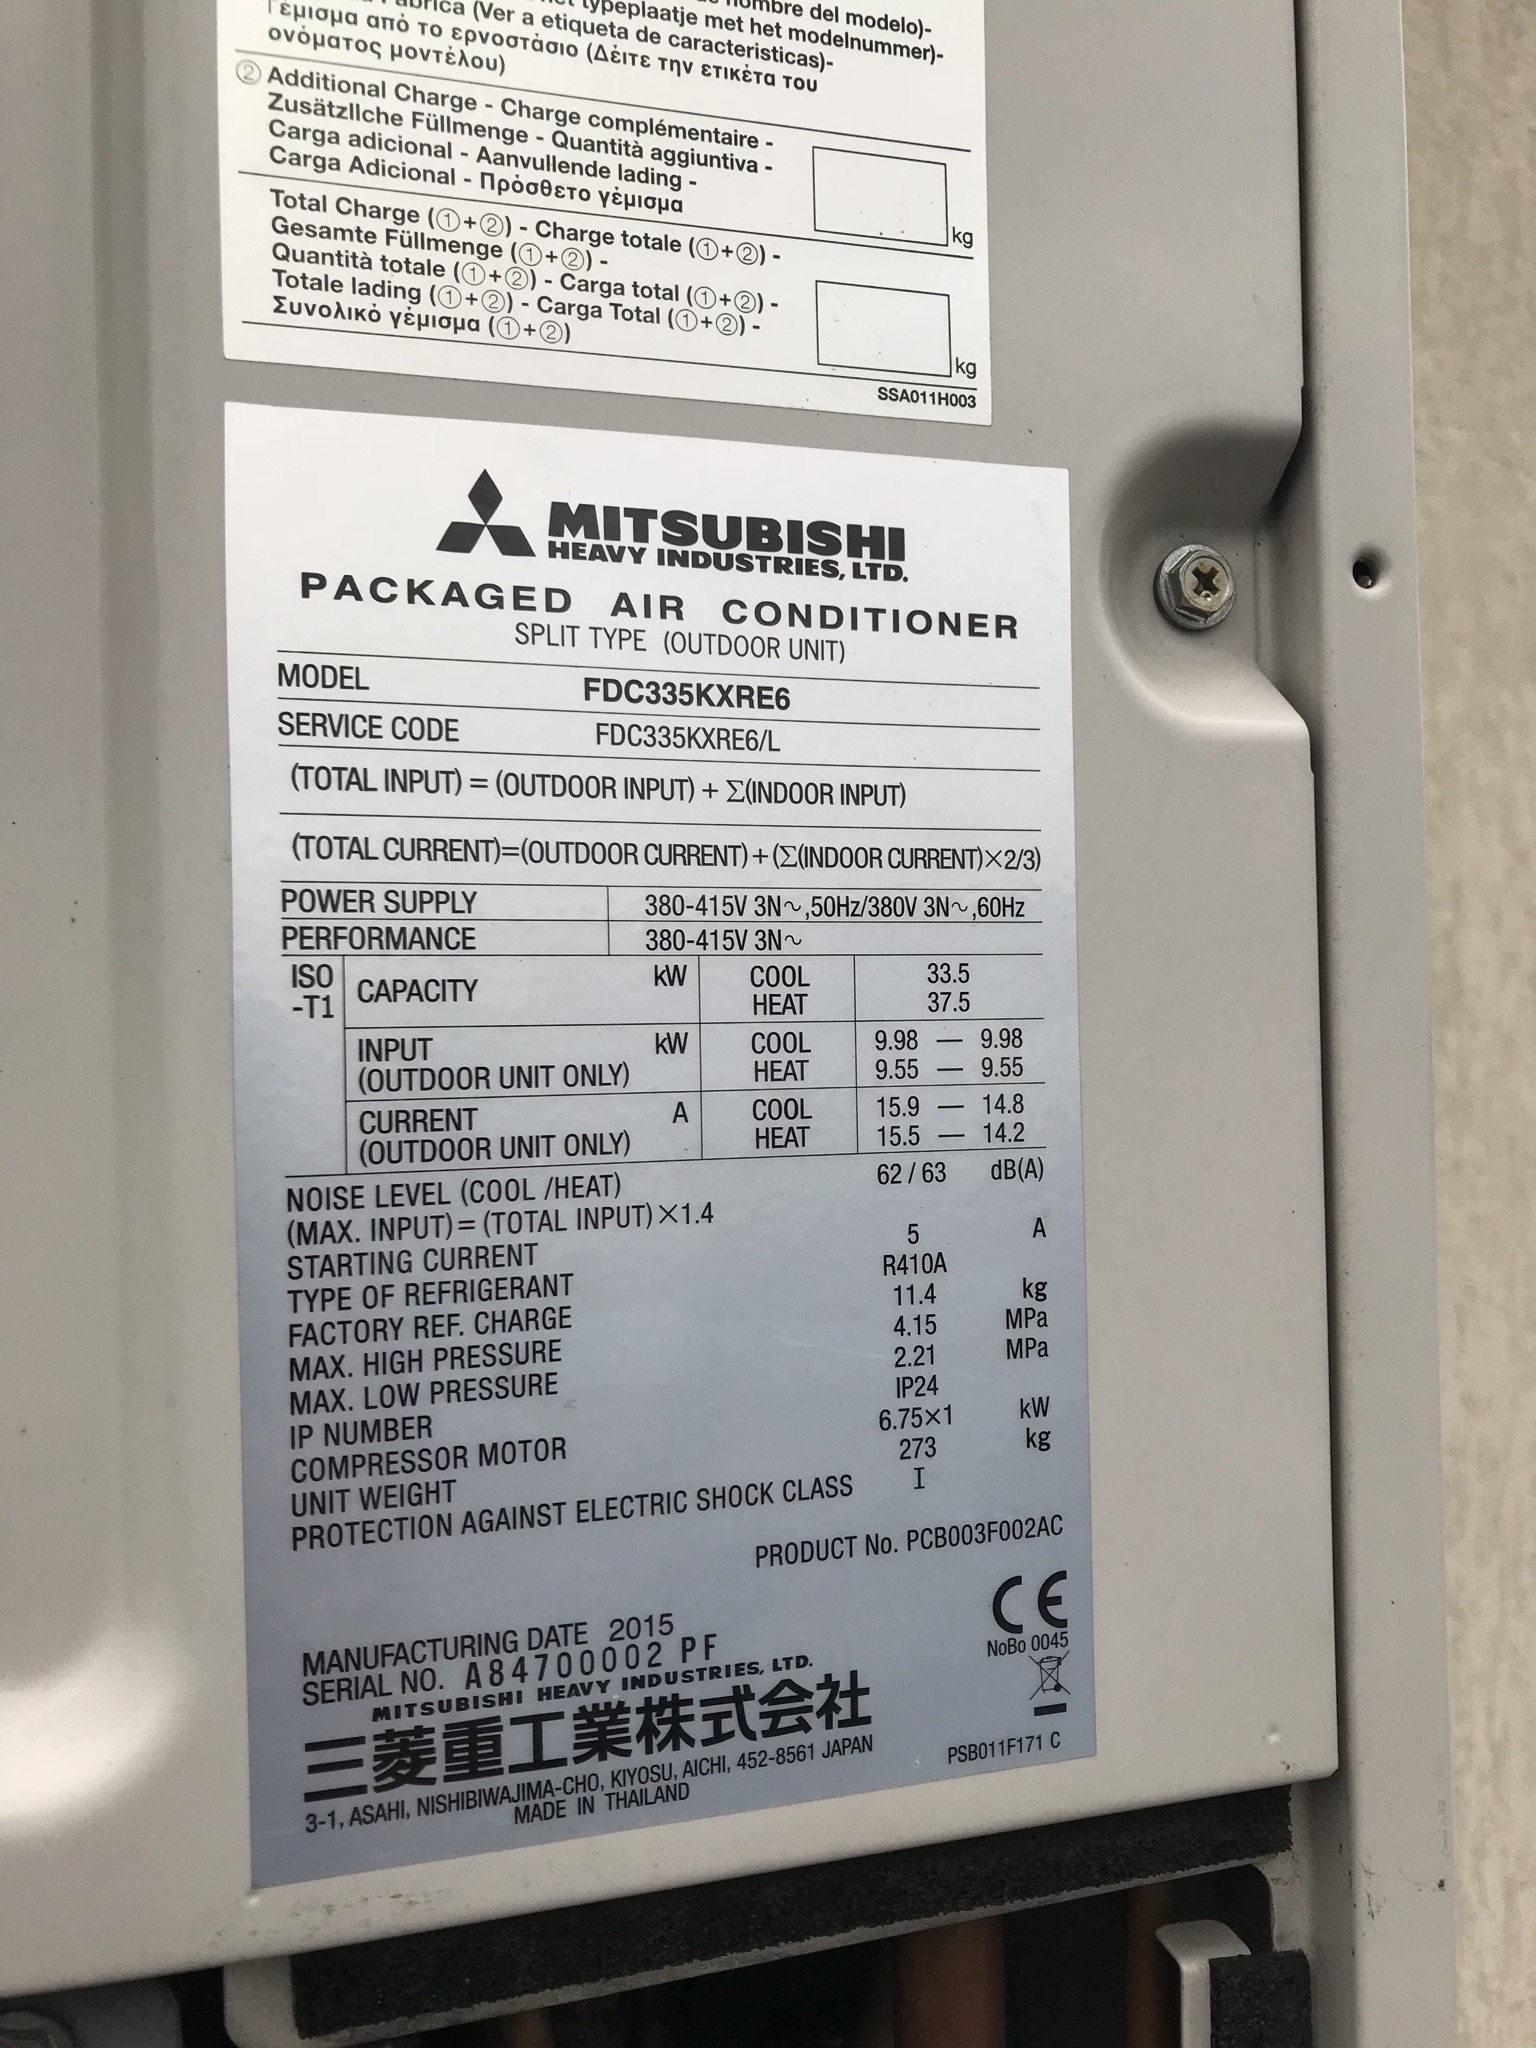 nombre del modelo)-
typeplaatje met het modelnummer)-
(Ver a etiqueta de caracteristicas)-
Γέμισμα από το ερνοστάσιο (Δέιτε την ετικέτα του
ονόματος μοντέλου)
② Additional Charge - Charge complémentaire -
Zusätzllche Füllmenge - Quantità aggiuntiva -
Carga adicional - Aanvullende lading -
Carga Adicional - Πρόσθετο γέμισμα
kg
Total Charge (①+②) - Charge totale (①+②) -
Gesamte Füllmenge (①+②) -
Quantità totale (①+②) - Carga total (①+②) -
Totale lading (①+②) - Carga Total (①+②) -
Συνολικό γέμισμα (①+②)
kg
SSA011H003
MITSUBISHI
HEAVY INDUSTRIES, LTD.
PACKAGED AIR CONDITIONER
SPLIT TYPE (OUTDOOR UNIT)
MODEL FDC335KXRE6
SERVICE CODE FDC335KXRE6/L
(TOTAL INPUT) = (OUTDOOR INPUT) + Σ(INDOOR INPUT)
(TOTAL CURRENT)=(OUTDOOR CURRENT)+(Σ(INDOOR CURRENT)×2/3)
POWER SUPPLY 380-415V 3N~,50Hz/380V 3N~,60Hz
PERFORMANCE 380-415V 3N~
ISO -T1 CAPACITY kW COOL 33.5
HEAT 37.5
INPUT kW COOL 9.98 — 9.98
(OUTDOOR UNIT ONLY) HEAT 9.55 — 9.55
CURRENT A COOL 15.9 — 14.8
(OUTDOOR UNIT ONLY) HEAT 15.5 — 14.2
NOISE LEVEL (COOL /HEAT) 62 / 63 dB(A)
(MAX. INPUT)=(TOTAL INPUT)×1.4
STARTING CURRENT 5 A
TYPE OF REFRIGERANT R410A
FACTORY REF. CHARGE 11.4 kg
MAX. HIGH PRESSURE 4.15 MPa
MAX. LOW PRESSURE 2.21 MPa
IP NUMBER IP24
COMPRESSOR MOTOR 6.75×1 kW
UNIT WEIGHT 273 kg
PROTECTION AGAINST ELECTRIC SHOCK CLASS I
PRODUCT No. PCB003F002AC
CE
NoBo 0045
MANUFACTURING DATE 2015
SERIAL NO. A84700002 PF
MITSUBISHI HEAVY INDUSTRIES, LTD.
三菱重工業株式会社
3-1, ASAHI, NISHIBIWAJIMA-CHO, KIYOSU, AICHI, 452-8561 JAPAN
MADE IN THAILAND
PSB011F171 C